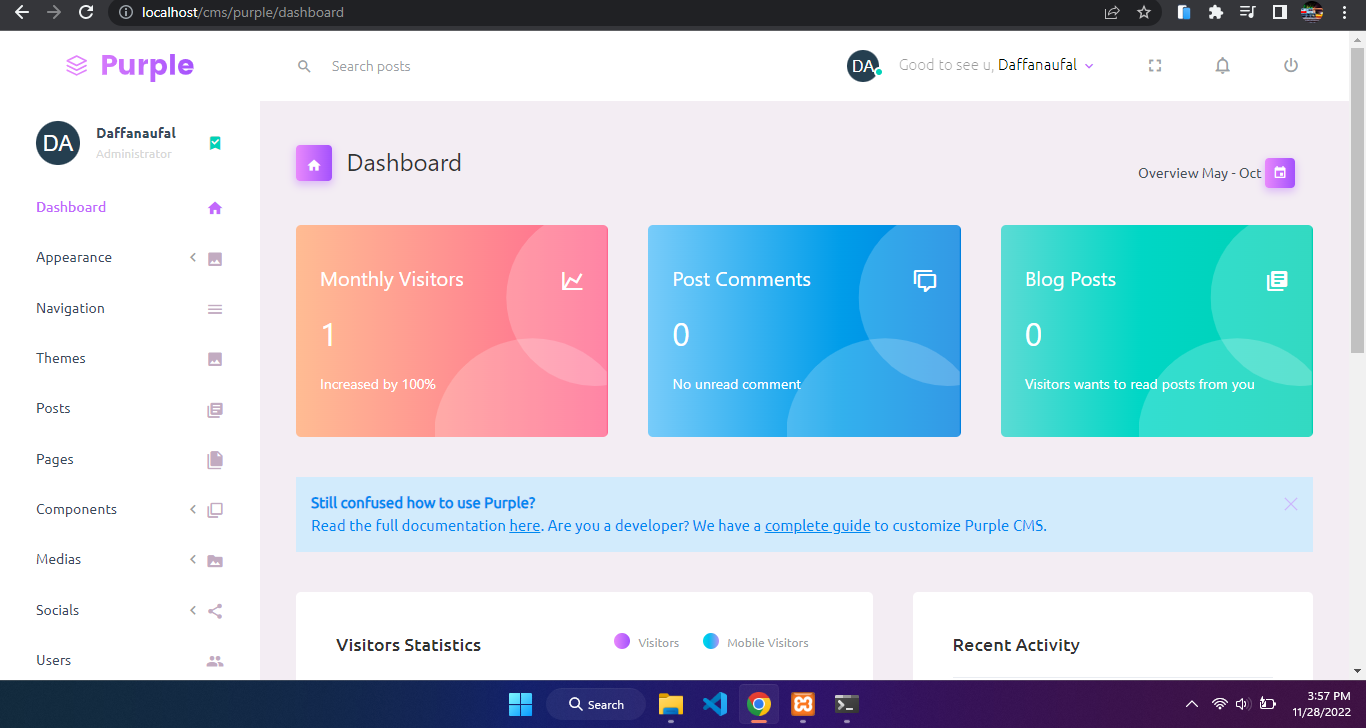 localhost/cms/purple/dashboard
Purple
Search posts
DA
Good to see u, Daffanaufal
DA
Daffanaufal
Administrator
Dashboard
Appearance
Navigation
Themes
Posts
Pages
Components
Medias
Socials
Users
Dashboard
Overview May - Oct
Monthly Visitors
1
Increased by 100%
Post Comments
0
No unread comment
Blog Posts
0
Visitors wants to read posts from you
Still confused how to use Purple?
Read the full documentation here. Are you a developer? We have a complete guide to customize Purple CMS.
Visitors Statistics
Visitors
Mobile Visitors
Recent Activity
Search
3:57 PM
11/28/2022